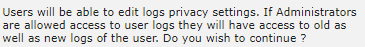 Users will be able to edit logs privacy settings. If Administrators
are allowed access to user logs they will have access to old as
well as new logs of the user. Do you wish to continue ?